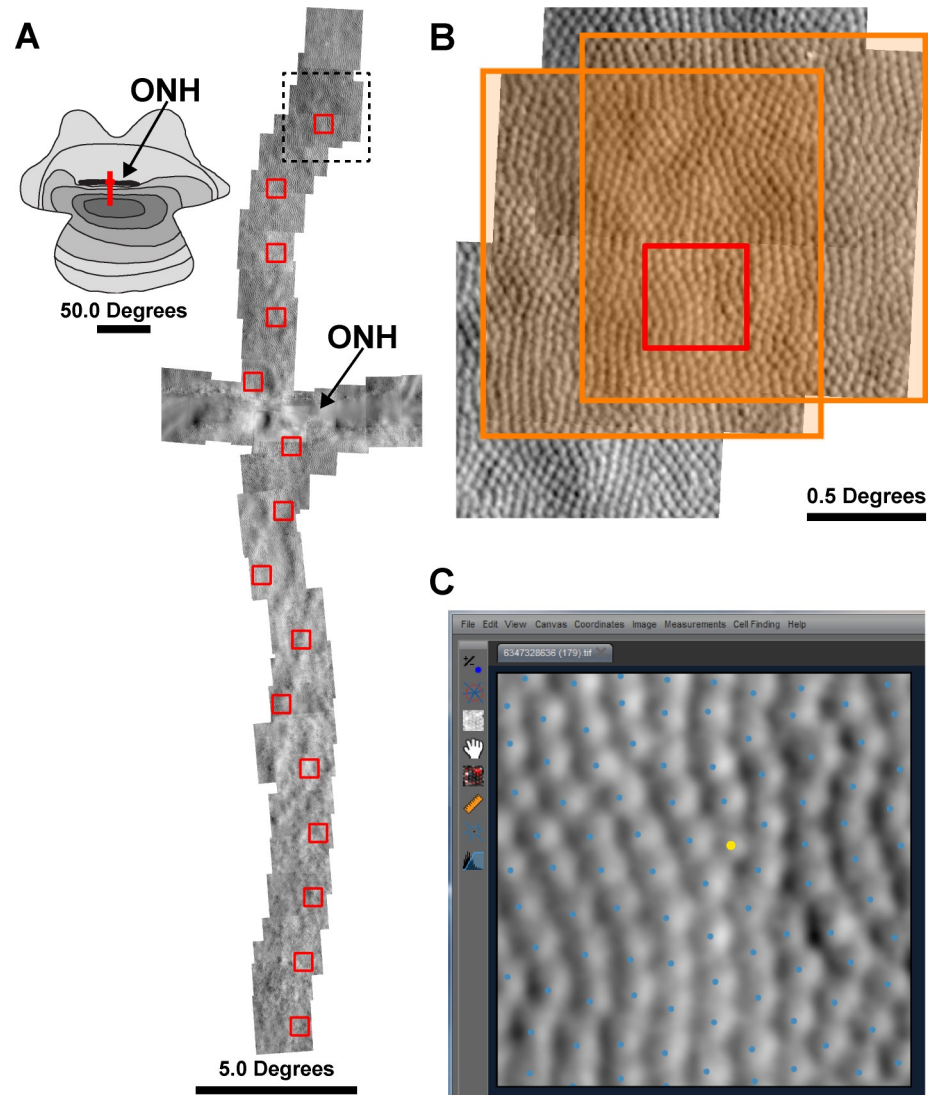 A
ONH
50.0 Degrees
ONH
5.0 Degrees
B
0.5 Degrees
C
File Edit View Canvas Coordinates Image Measurements Cell Finding Help
6347328636 (179).tif